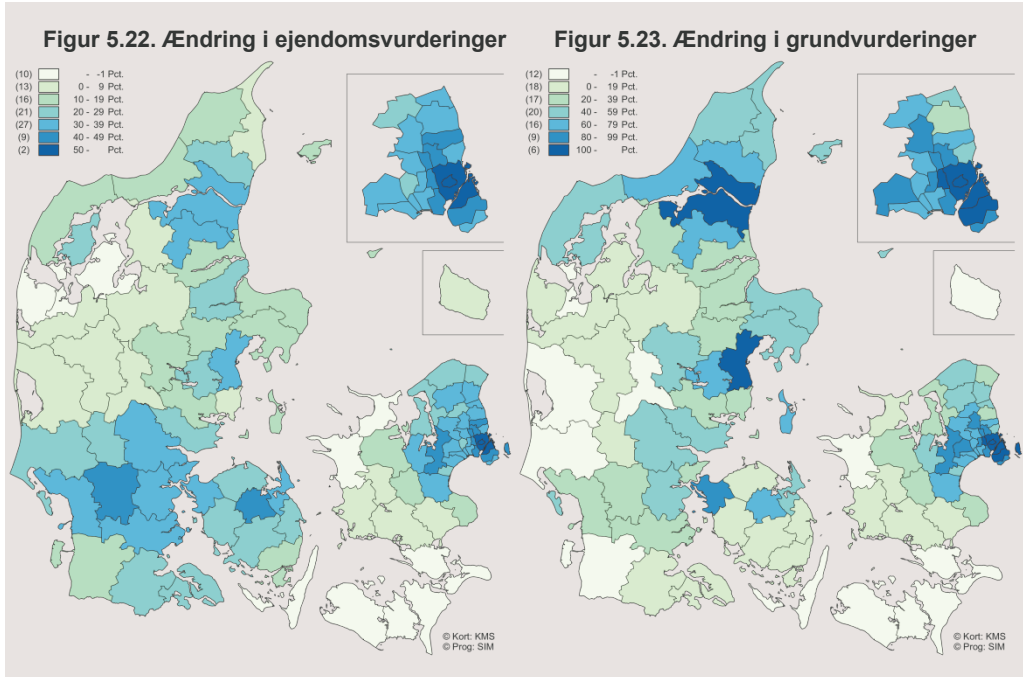 Figur 5.22. Ændring i ejendomsvurderinger
(10) - -1 Pct.
(13) 0 - 9 Pct.
(16) 10 - 19 Pct.
(21) 20 - 29 Pct.
(27) 30 - 39 Pct.
(9) 40 - 49 Pct.
(2) 50 - Pct.
© Kort: KMS
© Prog: SIM
Figur 5.23. Ændring i grundvurderinger
(12) - -1 Pct.
(18) 0 - 19 Pct.
(17) 20 - 39 Pct.
(20) 40 - 59 Pct.
(16) 60 - 79 Pct.
(9) 80 - 99 Pct.
(6) 100 - Pct.
© Kort: KMS
© Prog: SIM